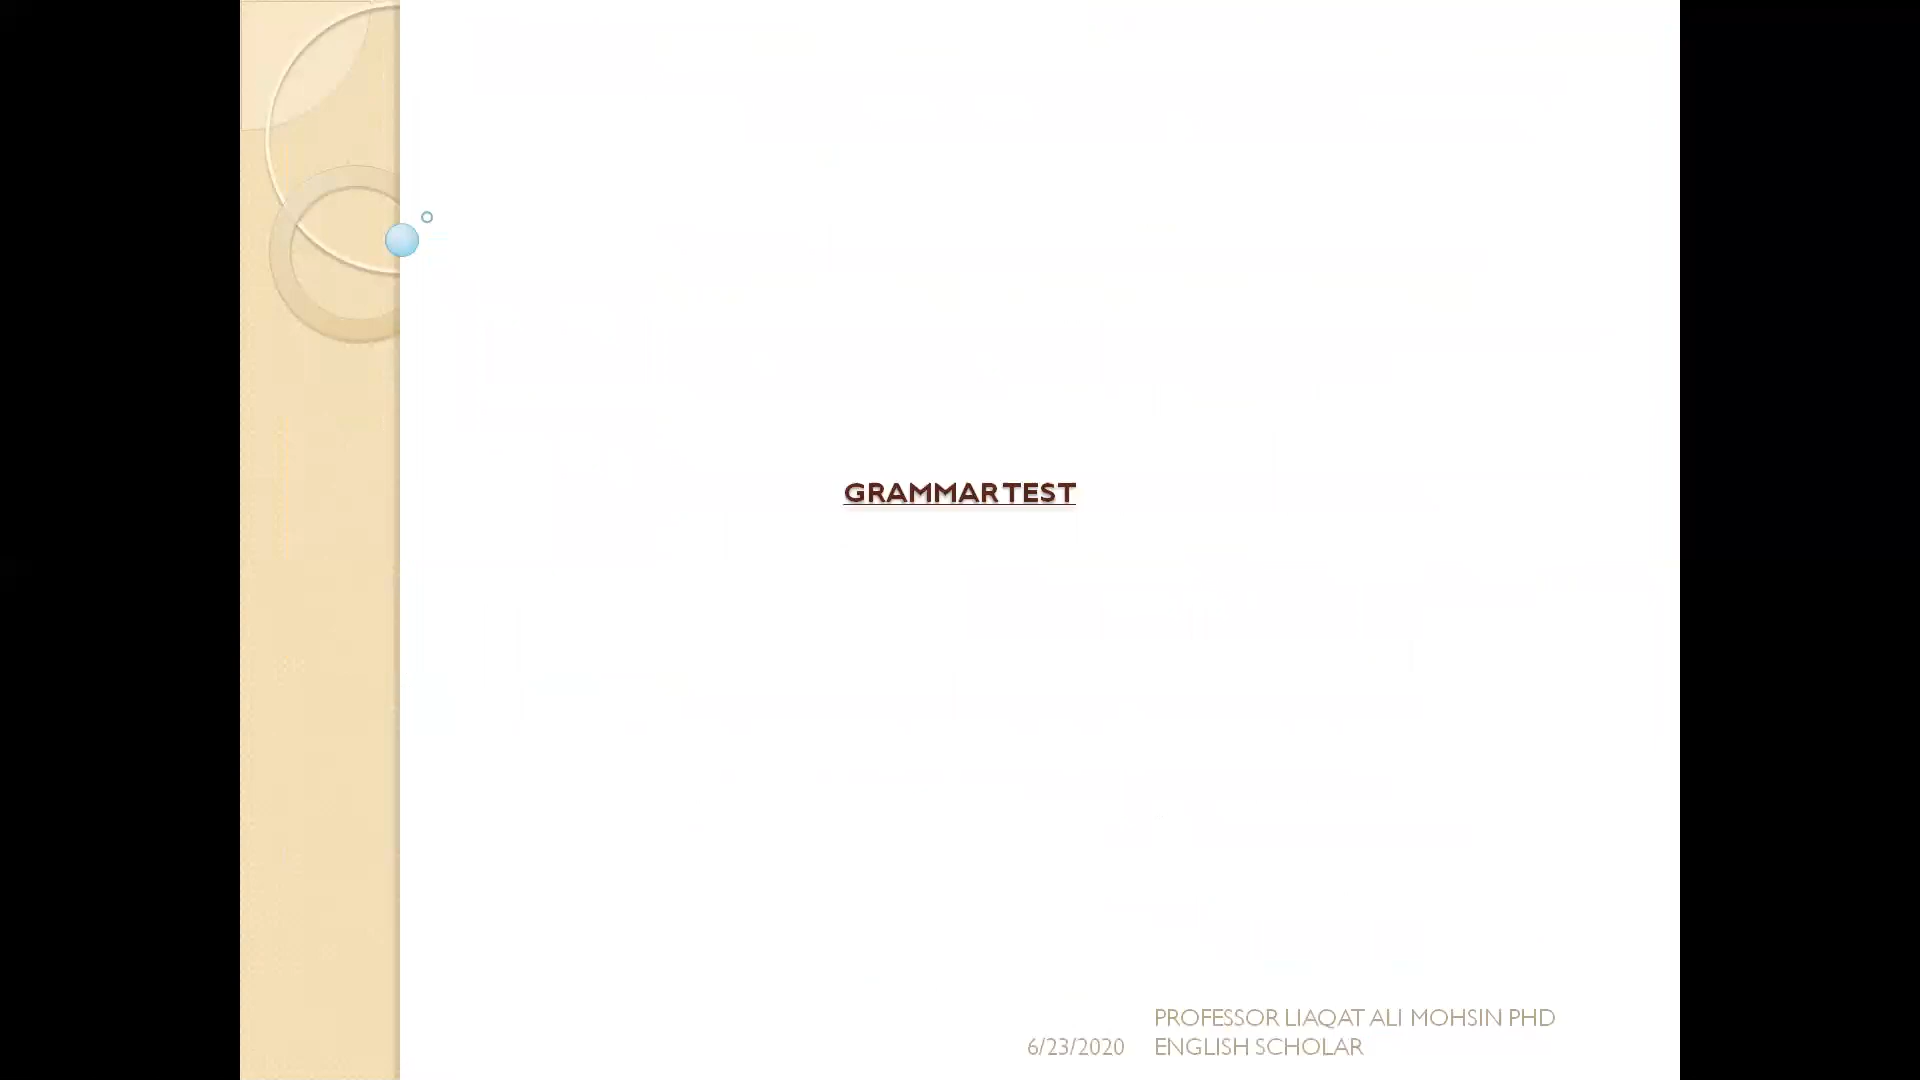 GRAMMAR TEST
PROFESSOR LIAQAT ALI MOHSIN PHD
6/23/2020 ENGLISH SCHOLAR